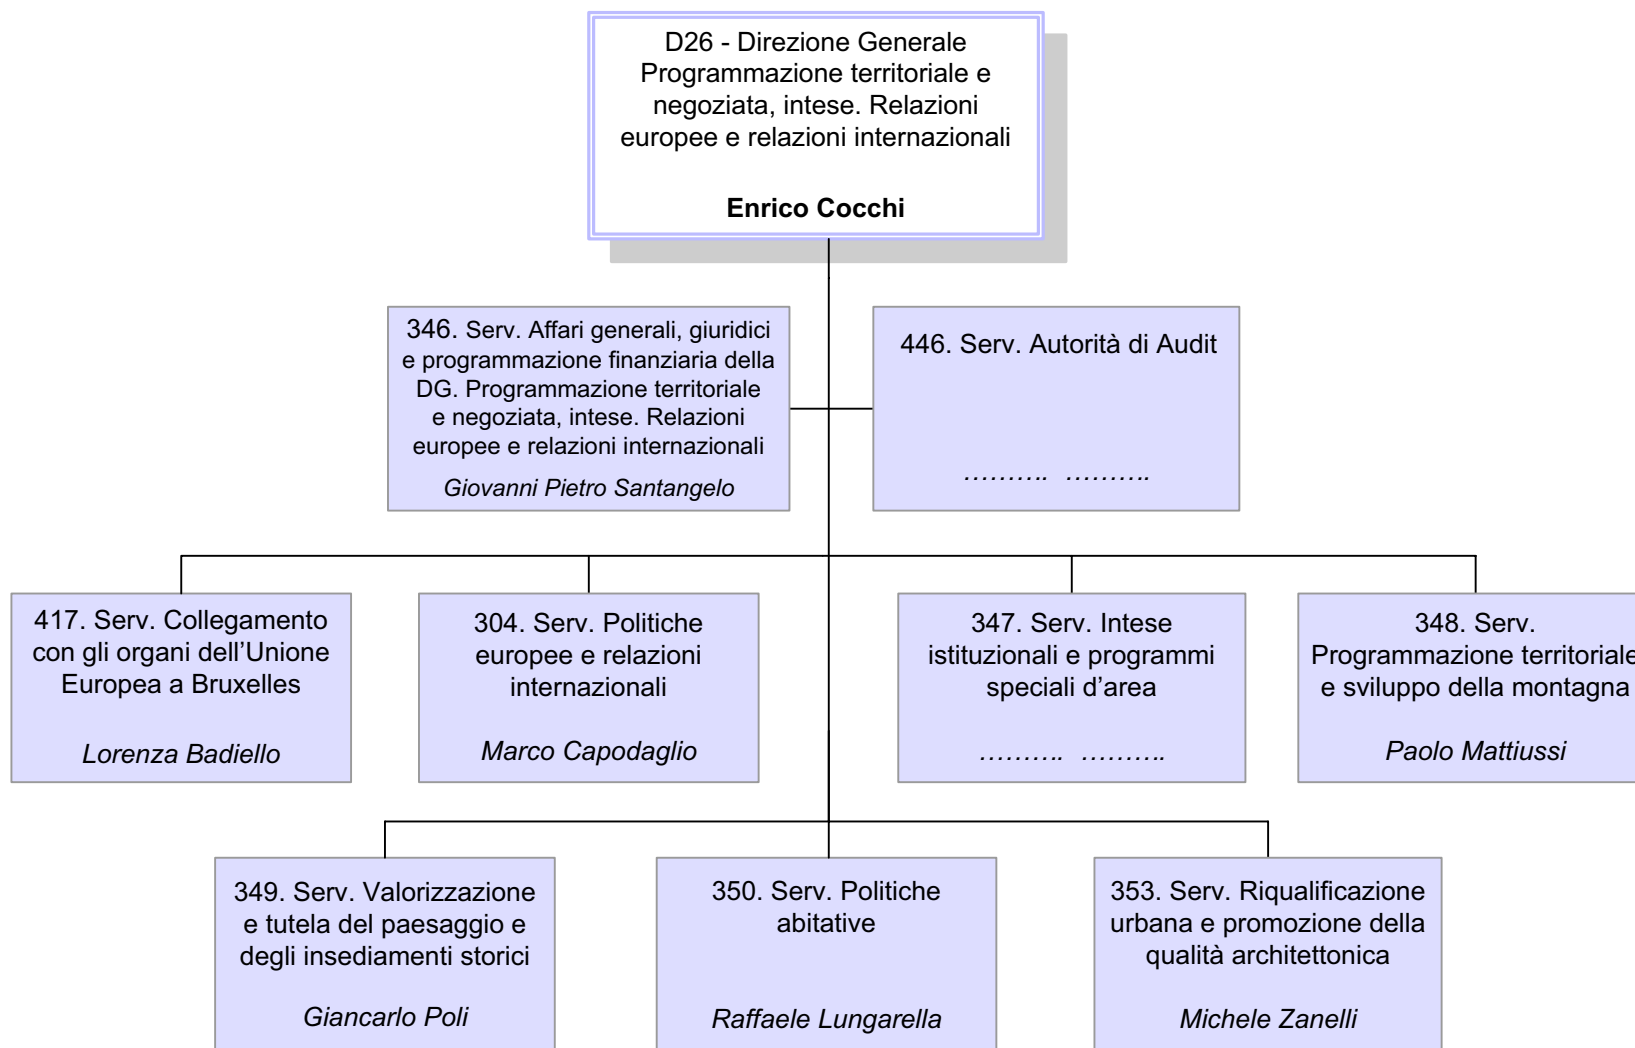 D26 - Direzione Generale
Programmazione territoriale e
negoziata, intese. Relazioni
europee e relazioni internazionali
Enrico Cocchi
346. Serv. Affari generali, giuridici
e programmazione finanziaria della
DG. Programmazione territoriale
e negoziata, intese. Relazioni
europee e relazioni internazionali
Giovanni Pietro Santangelo
446. Serv. Autorità di Audit
………. ……….
417. Serv. Collegamento
con gli organi dell’Unione
Europea a Bruxelles
Lorenza Badiello
304. Serv. Politiche
europee e relazioni
internazionali
Marco Capodaglio
347. Serv. Intese
istituzionali e programmi
speciali d’area
………. ……….
348. Serv.
Programmazione territoriale
e sviluppo della montagna
Paolo Mattiussi
349. Serv. Valorizzazione
e tutela del paesaggio e
degli insediamenti storici
Giancarlo Poli
350. Serv. Politiche
abitative
Raffaele Lungarella
353. Serv. Riqualificazione
urbana e promozione della
qualità architettonica
Michele Zanelli